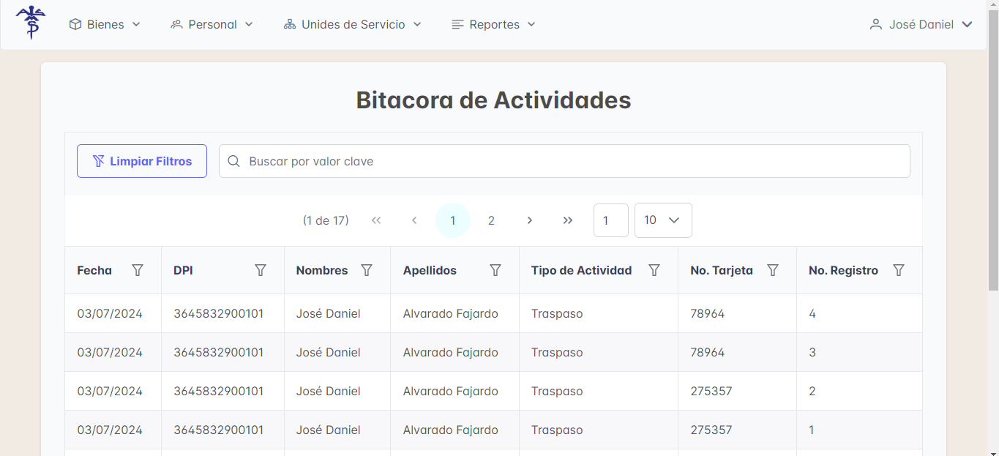 Bienes Personal Unides de Servicio Reportes José Daniel
Bitacora de Actividades
Limpiar Filtros Buscar por valor clave
(1 de 17) 1 2 1 10
Fecha DPI Nombres Apellidos Tipo de Actividad No. Tarjeta No. Registro
03/07/2024 3645832900101 José Daniel Alvarado Fajardo Traspaso 78964 4
03/07/2024 3645832900101 José Daniel Alvarado Fajardo Traspaso 78964 3
03/07/2024 3645832900101 José Daniel Alvarado Fajardo Traspaso 275357 2
03/07/2024 3645832900101 José Daniel Alvarado Fajardo Traspaso 275357 1